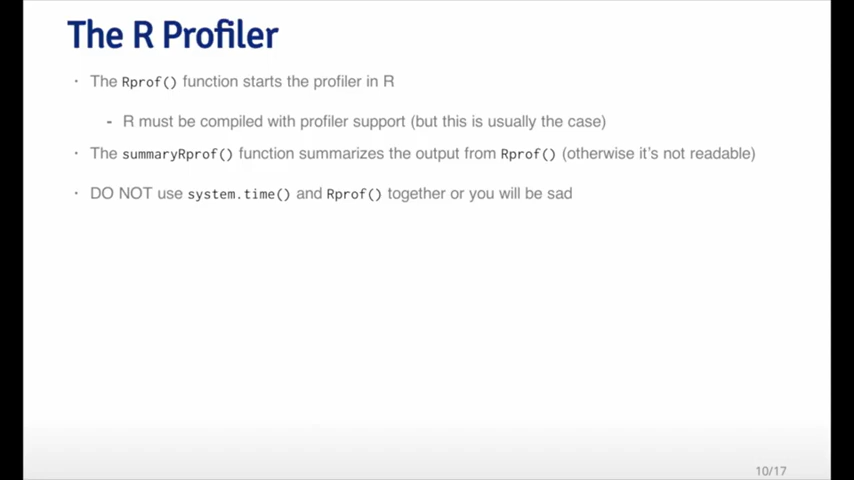 The R Profiler
· The Rprof() function starts the profiler in R
- R must be compiled with profiler support (but this is usually the case)
· The summaryRprof() function summarizes the output from Rprof() (otherwise it's not readable)
· DO NOT use system.time() and Rprof() together or you will be sad
10/17